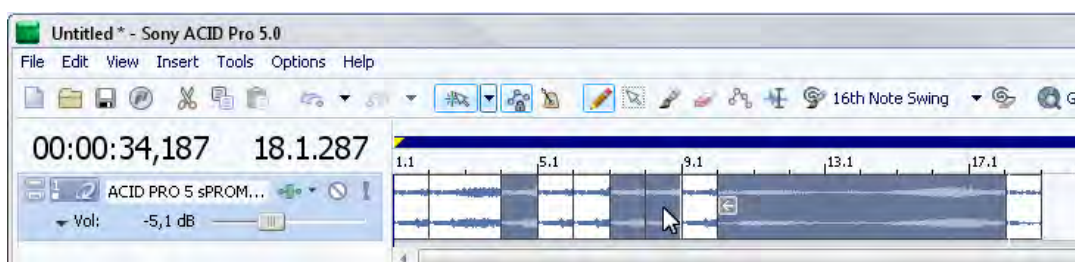 Untitled * - Sony ACID Pro 5.0
File Edit View Insert Tools Options Help
16th Note Swing
00:00:34,187 18.1.287
1.1 5.1 9.1 13.1 17.1
1 ACID PRO 5 sPROM...
Vol: -5,1 dB